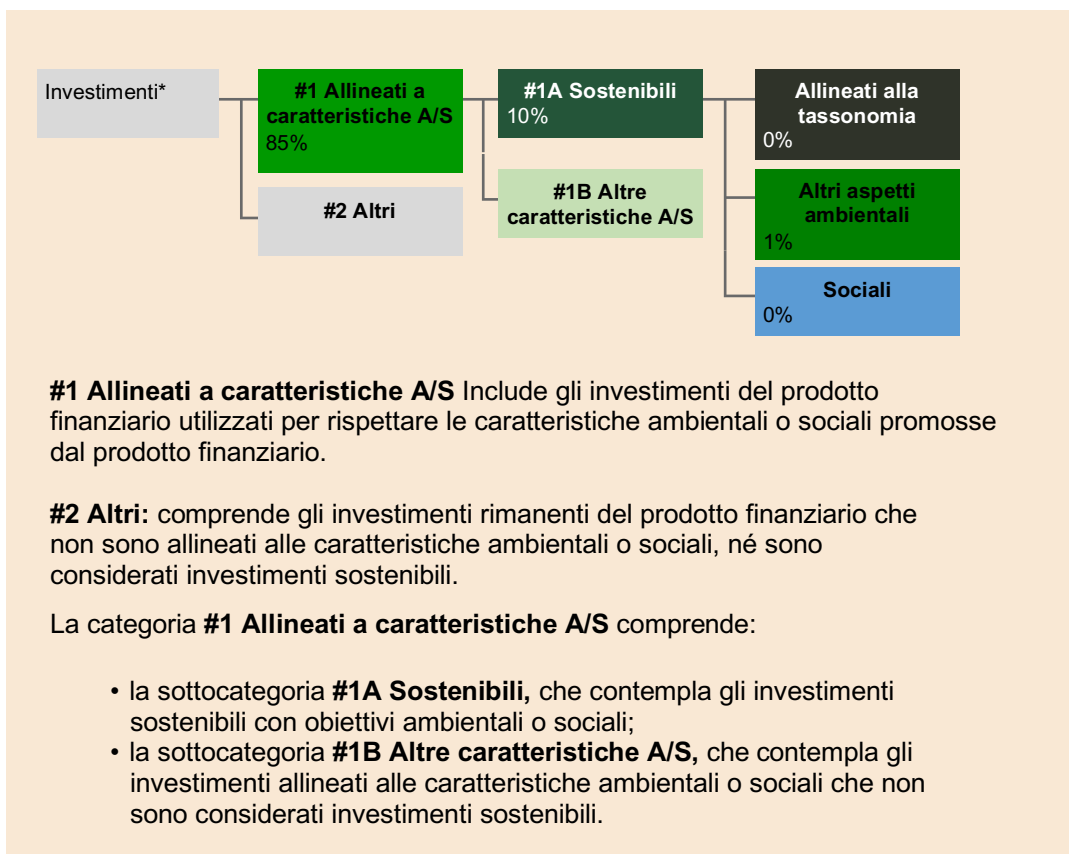 Investimenti*
#1 Allineati a
caratteristiche A/S
85%
#2 Altri
#1A Sostenibili
10%
#1B Altre
caratteristiche A/S
Allineati alla
tassonomia
0%
Altri aspetti
ambientali
1%
Sociali
0%
#1 Allineati a caratteristiche A/S Include gli investimenti del prodotto
finanziario utilizzati per rispettare le caratteristiche ambientali o sociali promosse
dal prodotto finanziario.
#2 Altri: comprende gli investimenti rimanenti del prodotto finanziario che
non sono allineati alle caratteristiche ambientali o sociali, né sono
considerati investimenti sostenibili.
La categoria #1 Allineati a caratteristiche A/S comprende:
• la sottocategoria #1A Sostenibili, che contempla gli investimenti
sostenibili con obiettivi ambientali o sociali;
• la sottocategoria #1B Altre caratteristiche A/S, che contempla gli
investimenti allineati alle caratteristiche ambientali o sociali che non
sono considerati investimenti sostenibili.